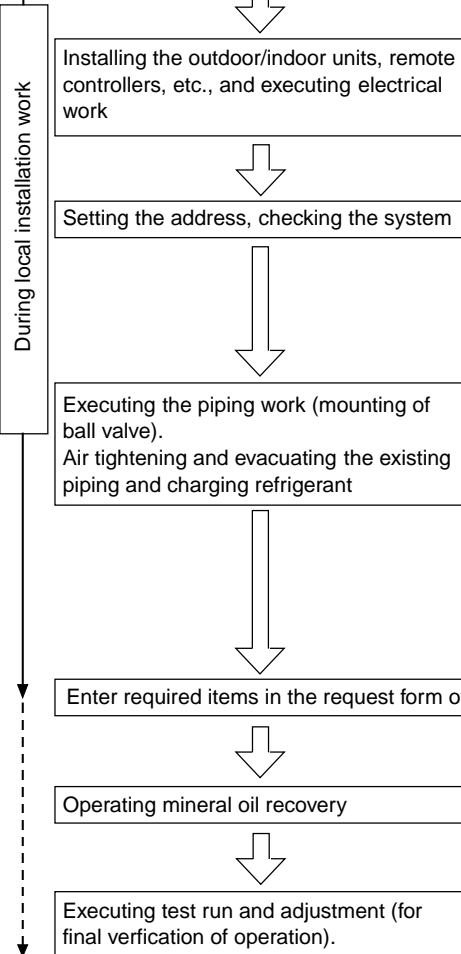 During local installation work
Installing the outdoor/indoor units, remote
controllers, etc., and executing electrical
work
Setting the address, checking the system
Executing the piping work (mounting of
ball valve).
Air tightening and evacuating the existing
piping and charging refrigerant
Enter required items in the request form o
Operating mineral oil recovery
Executing test run and adjustment (for
final verfication of operation).